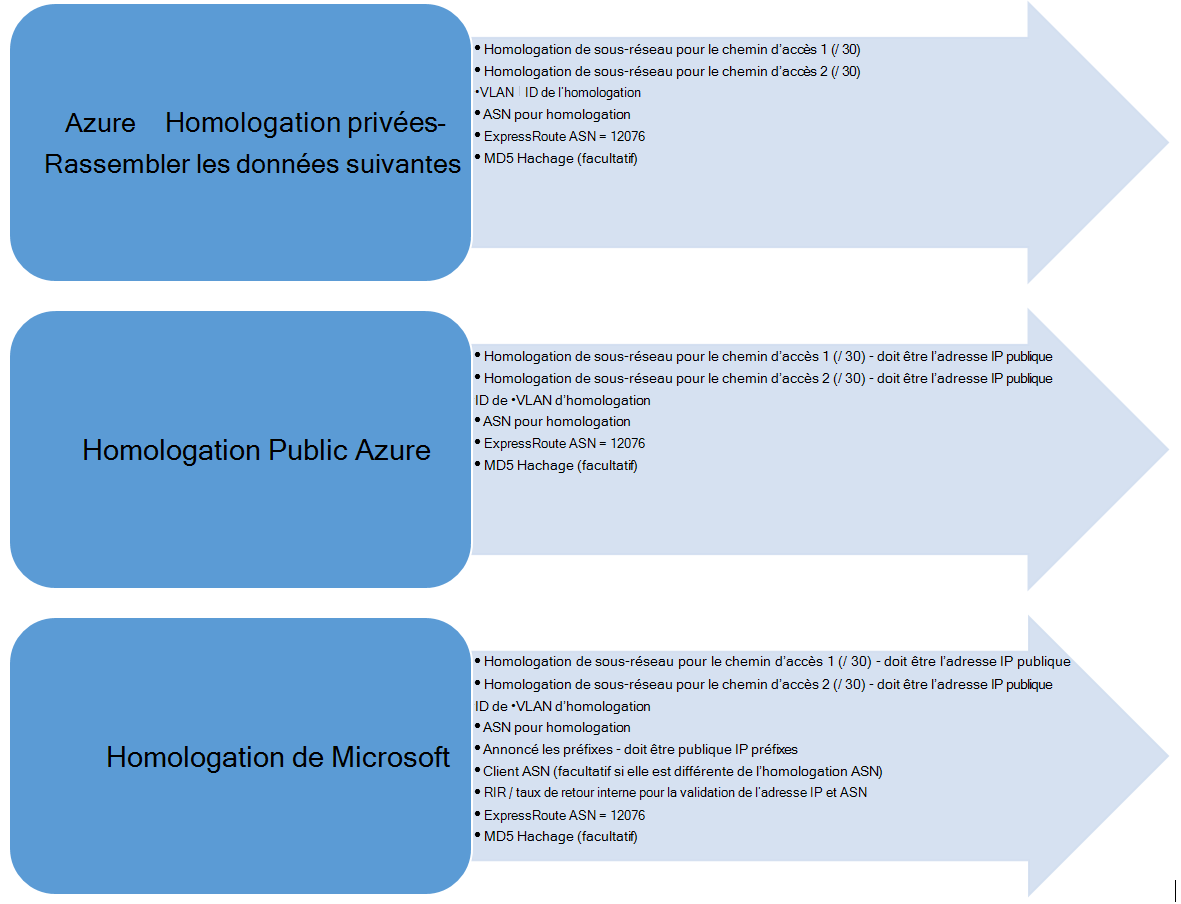 Azure Homologation privées-
Rassembler les données suivantes
• Homologation de sous-réseau pour le chemin d'accès 1 (/ 30)
• Homologation de sous-réseau pour le chemin d'accès 2 (/ 30)
•VLAN ID de l'homologation
• ASN pour homologation
• ExpressRoute ASN = 12076
• MD5 Hachage (facultatif)
Homologation Public Azure
• Homologation de sous-réseau pour le chemin d'accès 1 (/ 30) - doit être l'adresse IP publique
• Homologation de sous-réseau pour le chemin d'accès 2 (/ 30) - doit être l'adresse IP publique
ID de •VLAN d'homologation
• ASN pour homologation
• ExpressRoute ASN = 12076
• MD5 Hachage (facultatif)
Homologation de Microsoft
• Homologation de sous-réseau pour le chemin d'accès 1 (/ 30) - doit être l'adresse IP publique
• Homologation de sous-réseau pour le chemin d'accès 2 (/ 30) - doit être l'adresse IP publique
ID de •VLAN d'homologation
• ASN pour homologation
• Annoncé les préfixes - doit être publique IP préfixes
• Client ASN (facultatif si elle est différente de l'homologation ASN)
• RIR / taux de retour interne pour la validation de l'adresse IP et ASN
• ExpressRoute ASN = 12076
• MD5 Hachage (facultatif)